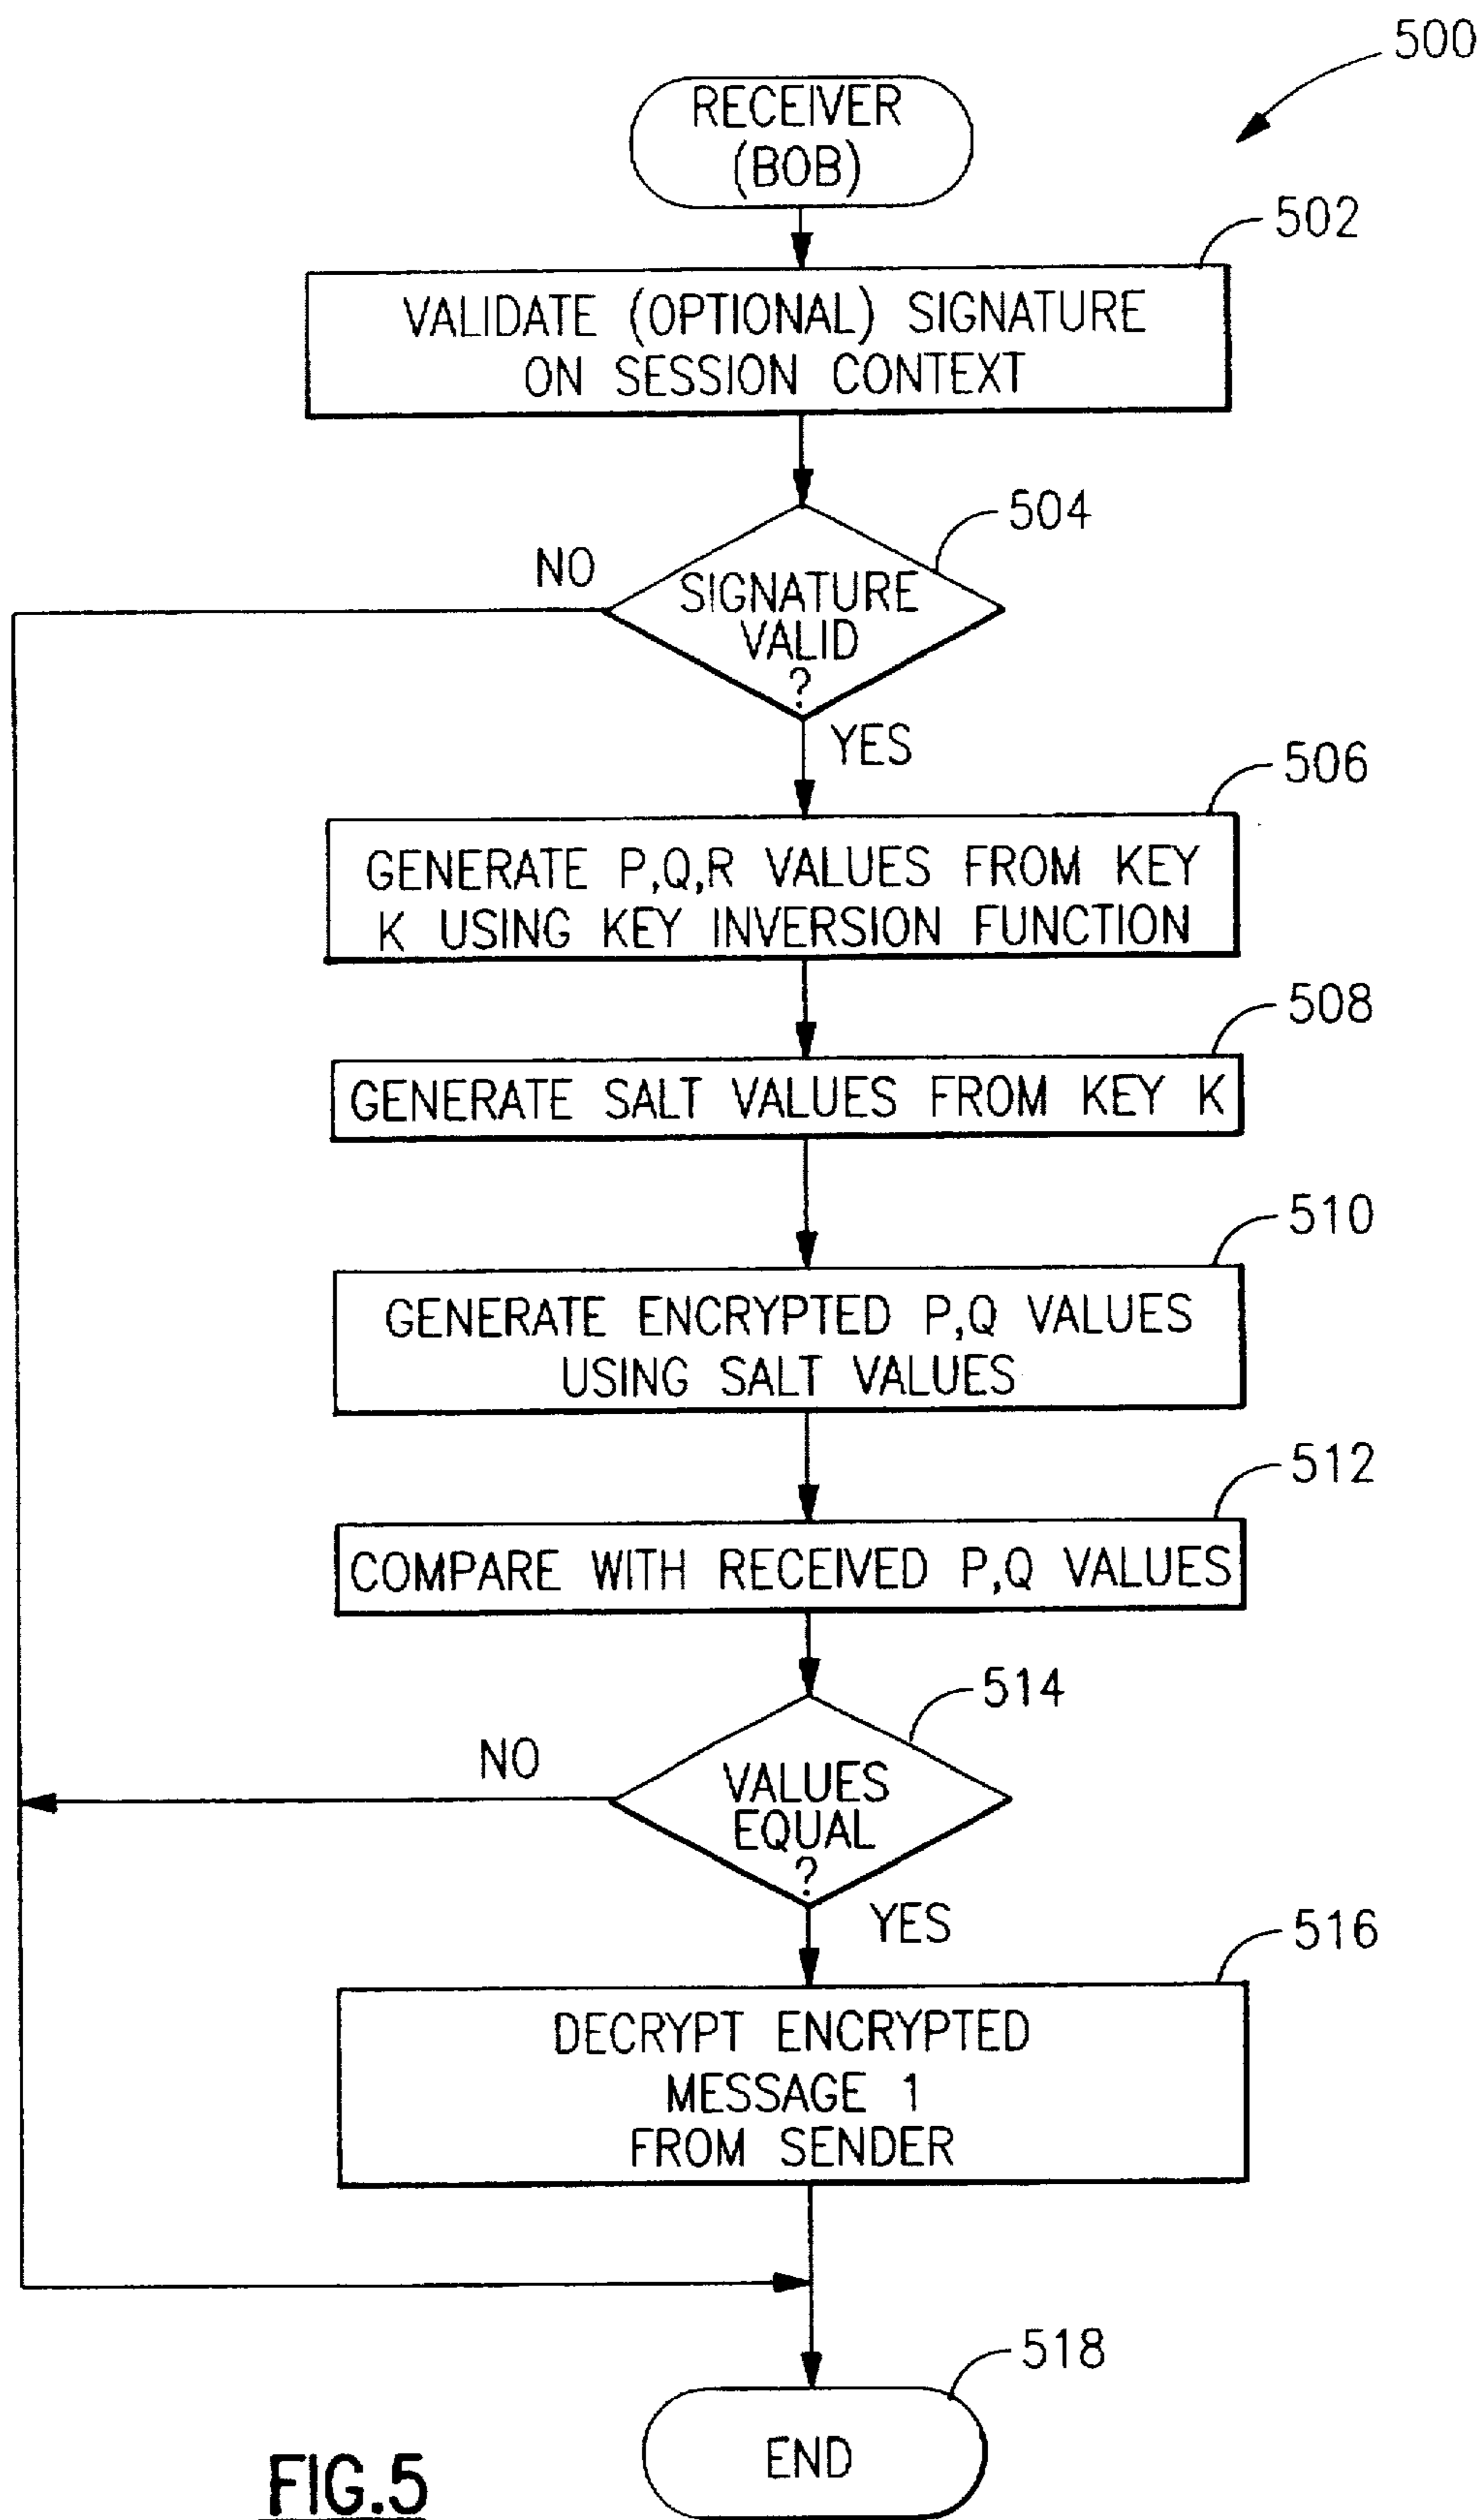 500
RECEIVER
(BOB)
502
VALIDATE (OPTIONAL) SIGNATURE
ON SESSION CONTEXT
504
NO
SIGNATURE
VALID
?
YES
506
GENERATE P,Q,R VALUES FROM KEY
K USING KEY INVERSION FUNCTION
508
GENERATE SALT VALUES FROM KEY K
510
GENERATE ENCRYPTED P,Q VALUES
USING SALT VALUES
512
COMPARE WITH RECEIVED P,Q VALUES
514
NO
VALUES
EQUAL
?
YES
516
DECRYPT ENCRYPTED
MESSAGE 1
FROM SENDER
518
END
FIG.5